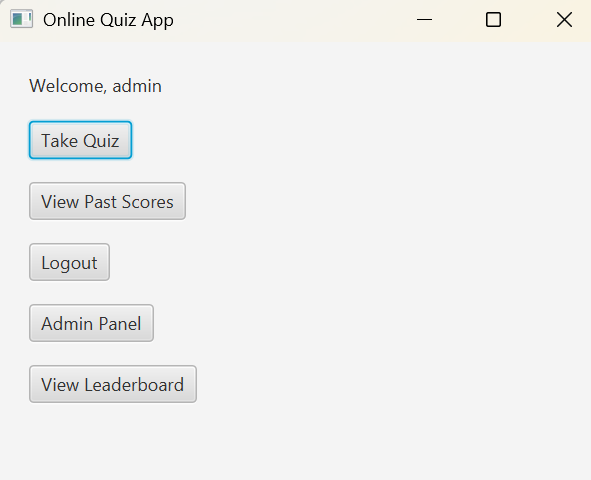 Online Quiz App
Welcome, admin
Take Quiz
View Past Scores
Logout
Admin Panel
View Leaderboard